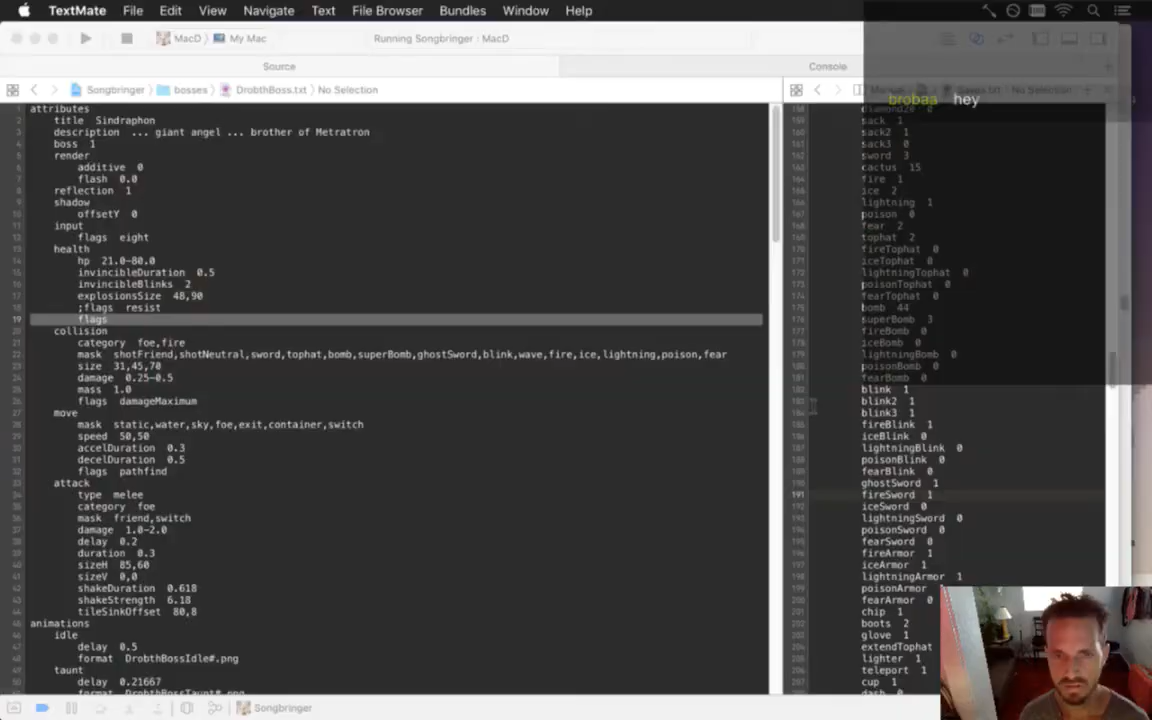 TextMate File Edit View Navigate Text File Browser Bundles Window Help
MacD My Mac
Running Songbringer : MacD
Source
Console
Songbringer bosses DrobthBoss.txt No Selection
No Selection
brobaa hey
attributes
title Sindraphon
description ... giant angel ... brother of Metratron
boss 1
render
additive 0
flash 0.0
reflection 1
shadow
offsetY 0
input
flags eight
health
hp 21.0-80.0
invincibleDuration 0.5
invincibleBlinks 2
explosionsSize 48,90
;flags resist
19 flags
collision
category foe,fire
mask shotFriend,shotNeutral,sword,tophat,bomb,superBomb,ghostSword,blink,wave,fire,ice,lightning,poison,fear
size 31,45,70
damage 0.25-0.5
mass 1.0
flags damageMaximum
move
mask static,water,sky,foe,exit,container,switch
speed 50,50
accelDuration 0.3
decelDuration 0.5
flags pathfind
attack
type melee
category foe
mask friend,switch
damage 1.0-2.0
delay 0.2
duration 0.3
sizeH 85,60
sizeV 0,0
shakeDuration 0.618
shakeStrength 6.18
tileSinkOffset 80,8
animations
idle
delay 0.5
format DrobthBossIdle#.png
taunt
delay 0.21667
format DrobthBossTaunt#.png
diamond20 0
sack 1
sack2 1
sack3 0
sword 3
cactus 15
fire 1
ice 2
lightning 1
poison 0
fear 2
tophat 2
fireTophat 0
iceTophat 0
lightningTophat 0
poisonTophat 0
fearTophat 0
bomb 44
superBomb 3
fireBomb 0
iceBomb 0
lightningBomb 0
poisonBomb 0
fearBomb 0
blink 1
blink2 1
blink3 1
fireBlink 1
iceBlink 0
lightningBlink 0
poisonBlink 0
fearBlink 0
ghostSword 1
191 fireSword 1
iceSword 0
lightningSword 0
poisonSword 0
fearSword 0
fireArmor 1
iceArmor 1
lightningArmor 1
poisonArmor
fearArmor 0
chip 1
boots 2
glove 1
extendTophat
lighter 1
teleport 1
cup 1
dash 0
Songbringer